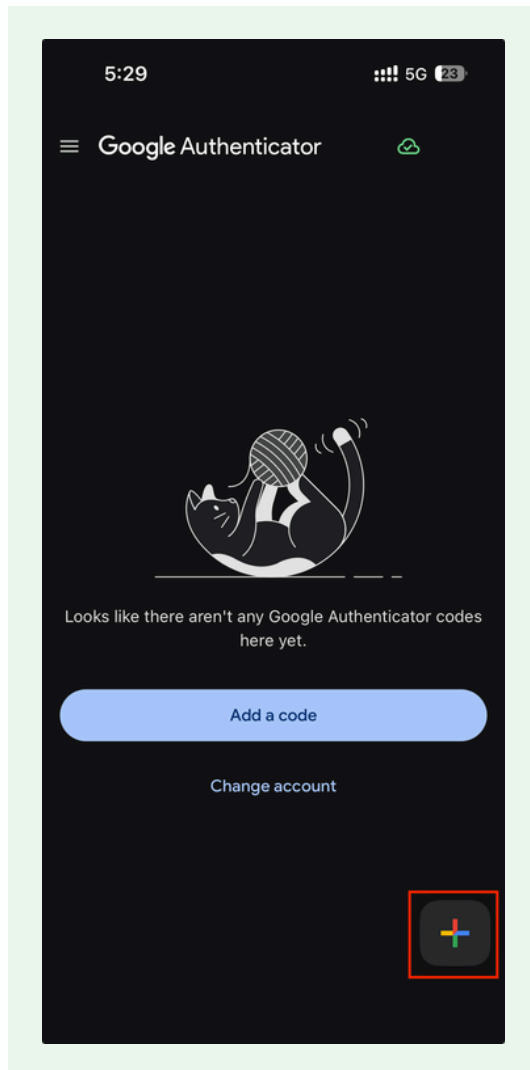 5:29 5G 23
Google Authenticator
Looks like there aren't any Google Authenticator codes
here yet.
Add a code
Change account